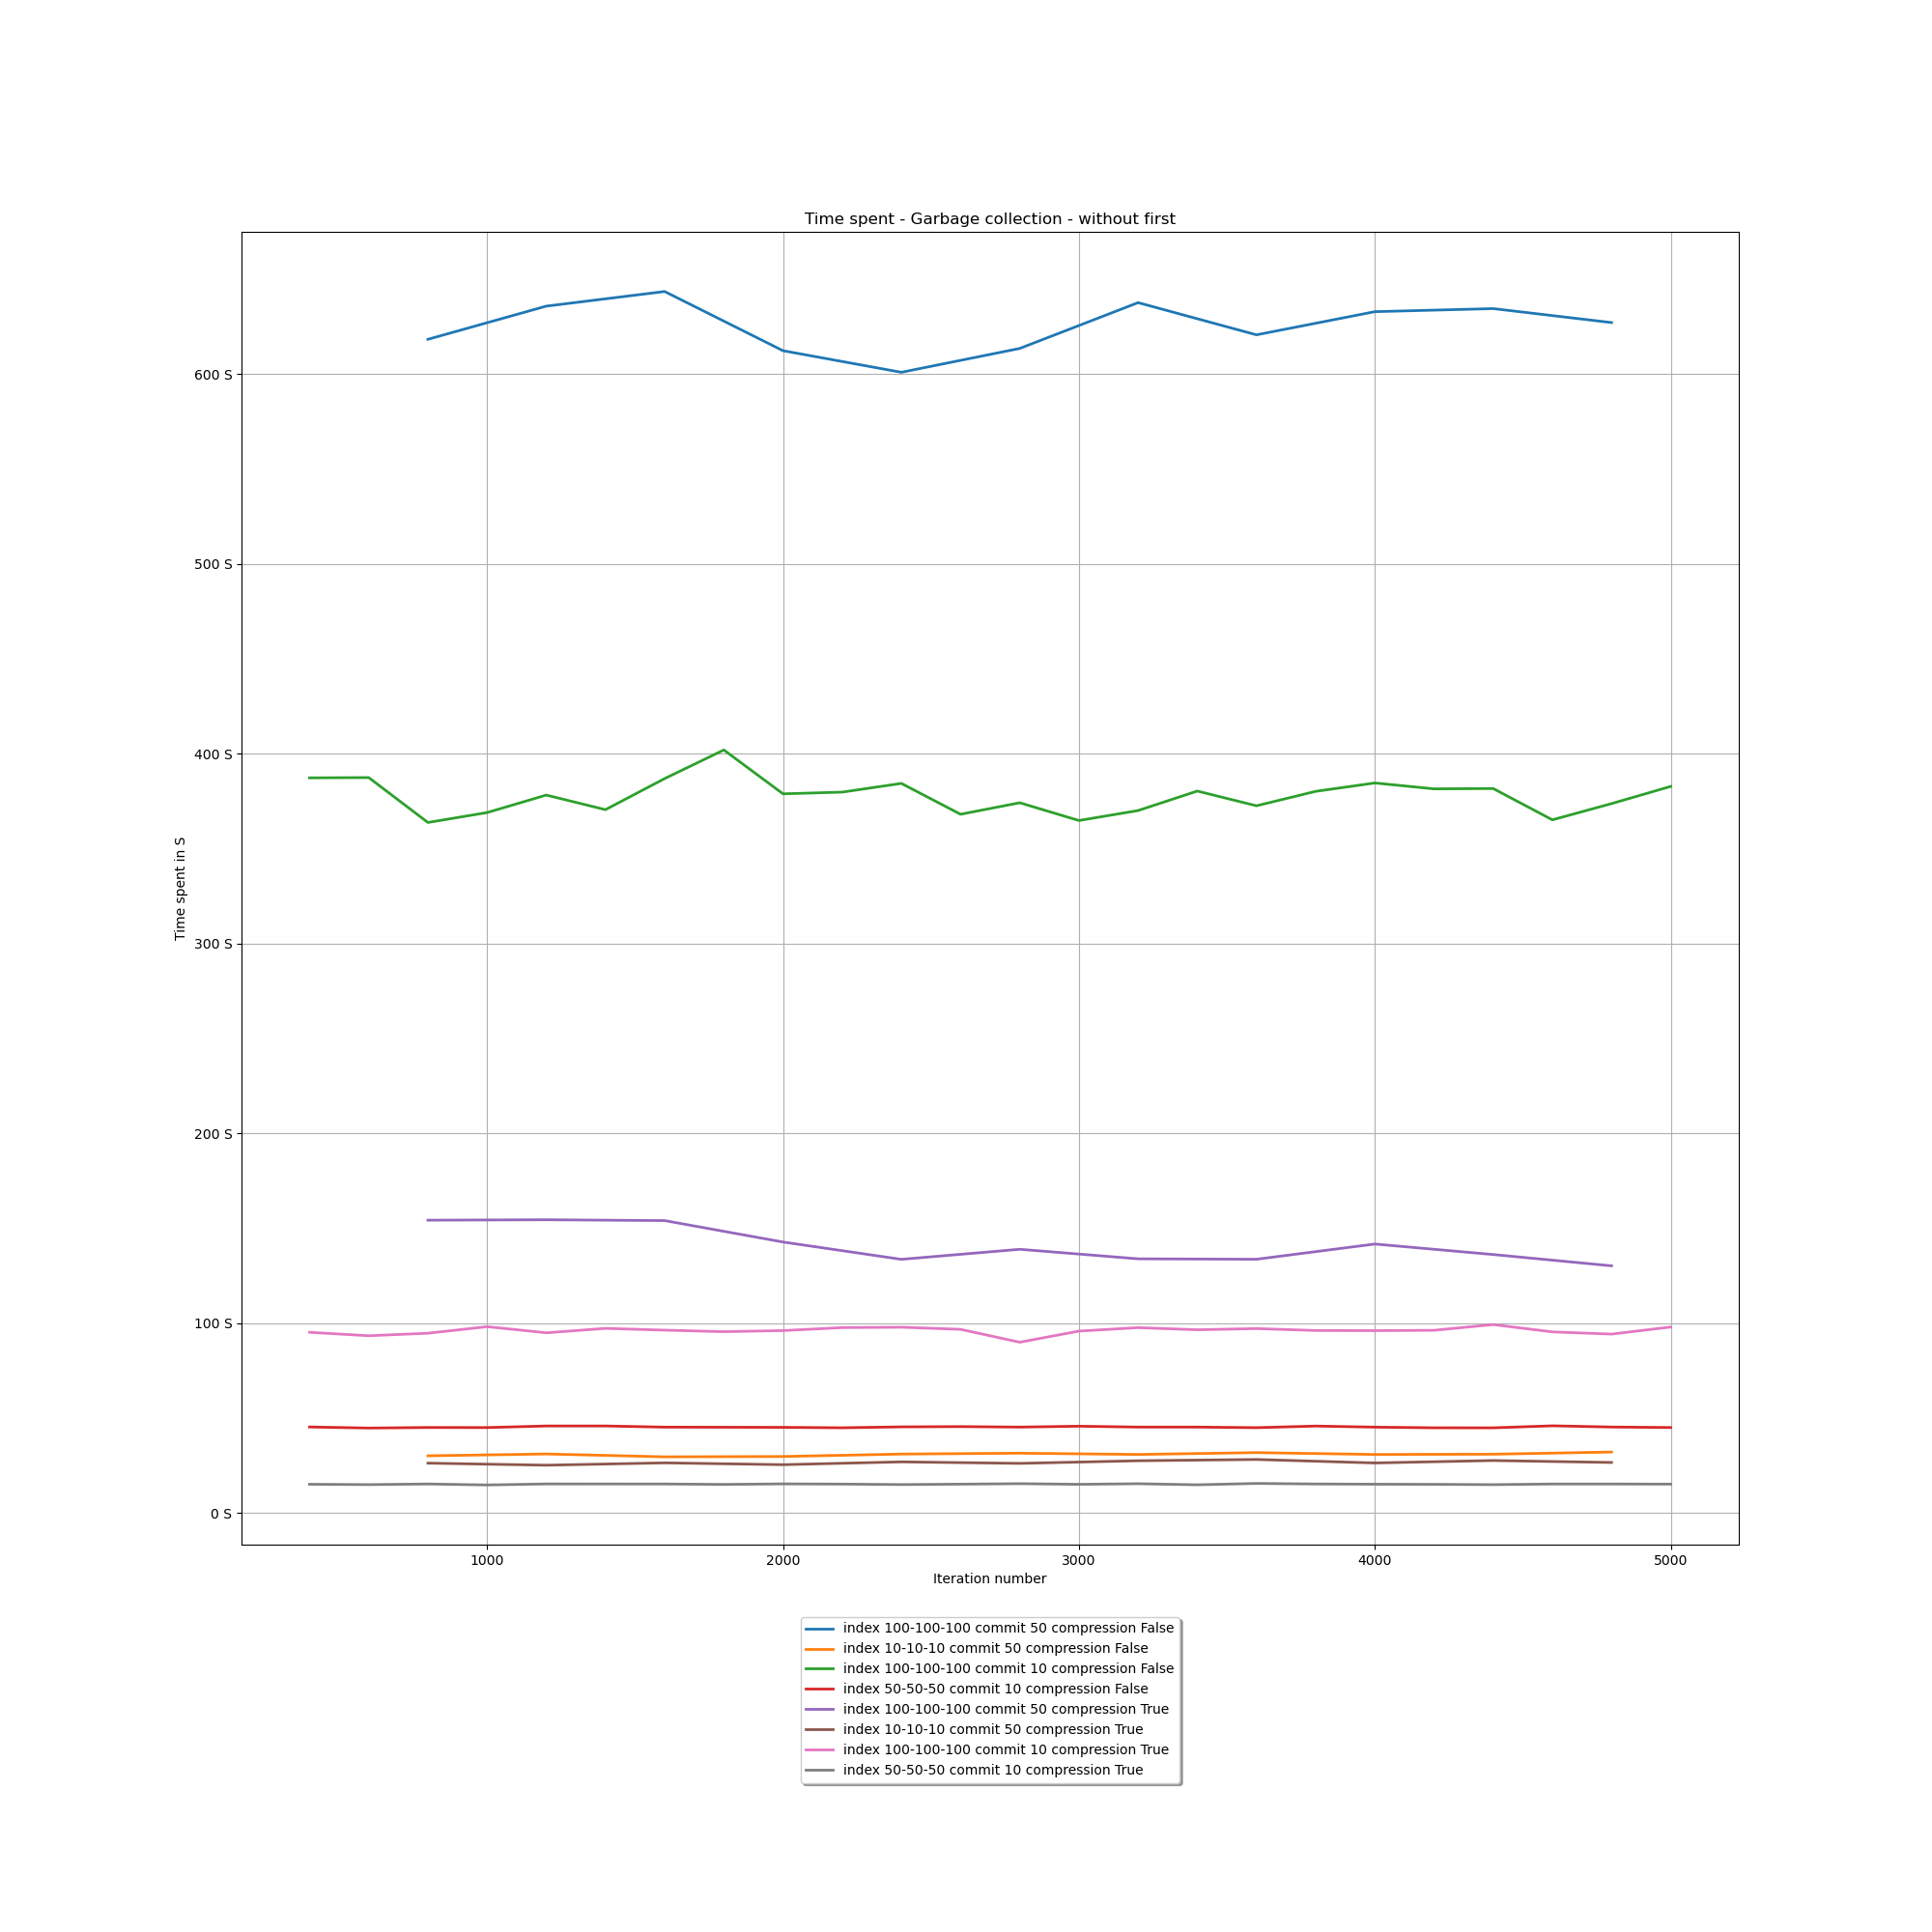 Time spent - Garbage collection - without first
600 S
500 S
400 S
300 S
200 S
100 S
0 S
Time spent in S
1000 2000 3000 4000 5000
Iteration number
index 100-100-100 commit 50 compression False
index 10-10-10 commit 50 compression False
index 100-100-100 commit 10 compression False
index 50-50-50 commit 10 compression False
index 100-100-100 commit 50 compression True
index 10-10-10 commit 50 compression True
index 100-100-100 commit 10 compression True
index 50-50-50 commit 10 compression True